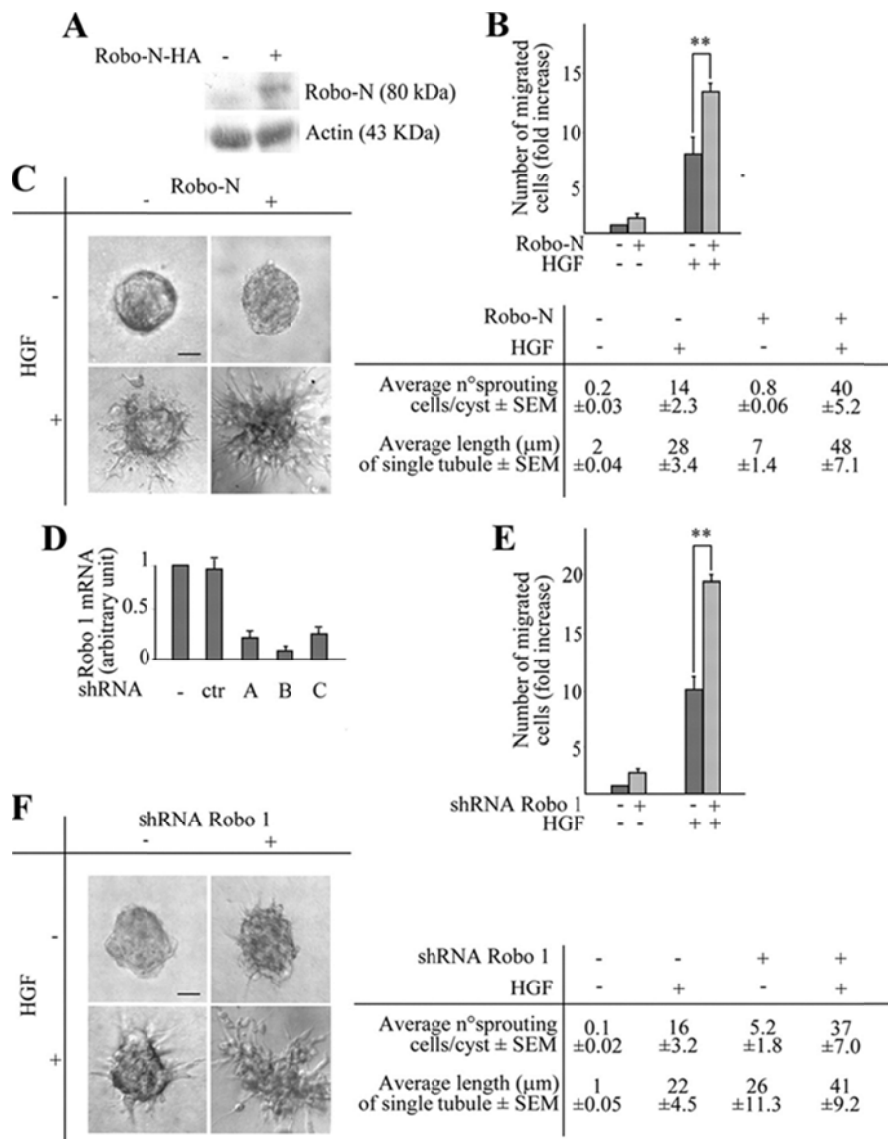 A
Robo-N-HA - +
Robo-N (80 kDa)
Actin (43 KDa)
B
Number of migrated
cells (fold increase)
15
10
5
**
Robo-N - + - +
HGF - - + +
C
Robo-N
- +
HGF
-
+
Robo-N - - + +
HGF - + - +
Average n°sprouting 0.2 14 0.8 40
cells/cyst ± SEM ±0.03 ±2.3 ±0.06 ±5.2
Average length (μm) 2 28 7 48
of single tubule ± SEM ±0.04 ±3.4 ±1.4 ±7.1
D
Robo 1 mRNA
(arbitrary unit)
1
0.5
0
shRNA - ctr A B C
E
Number of migrated
cells (fold increase)
20
15
10
5
**
shRNA Robo 1 - + - +
HGF - - + +
F
shRNA Robo 1
- +
HGF
-
+
shRNA Robo 1 - - + +
HGF - + - +
Average n°sprouting 0.1 16 5.2 37
cells/cyst ± SEM ±0.02 ±3.2 ±1.8 ±7.0
Average length (μm) 1 22 26 41
of single tubule ± SEM ±0.05 ±4.5 ±11.3 ±9.2